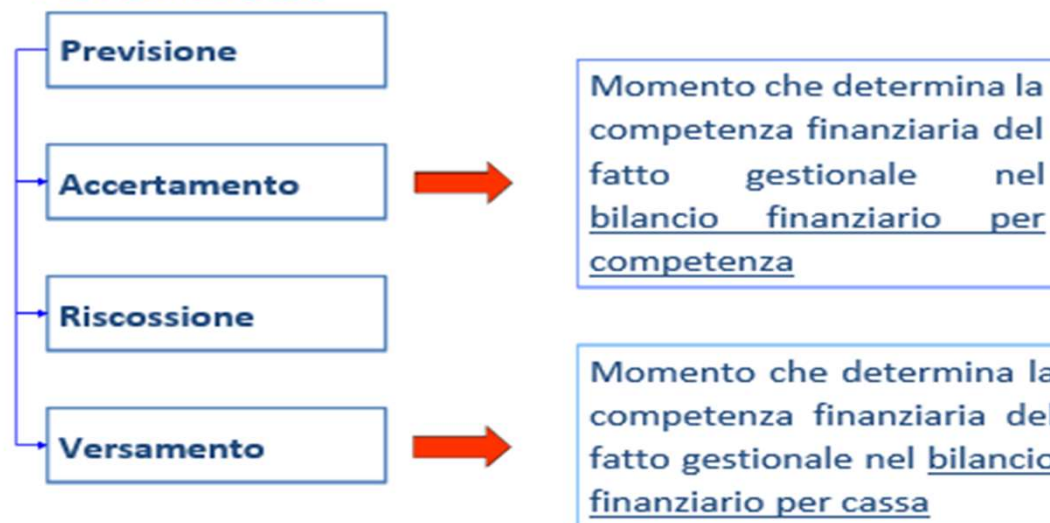 Previsione
Accertamento
Riscossione
Versamento
Momento che determina la
competenza finanziaria del
fatto gestionale nel
bilancio finanziario per
competenza
Momento che determina la
competenza finanziaria del
fatto gestionale nel bilancio
finanziario per cassa